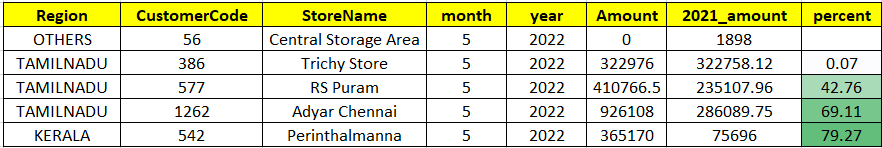 Region CustomerCode StoreName month year Amount 2021_amount percent
OTHERS 56 Central Storage Area 5 2022 0 1898
TAMILNADU 386 Trichy Store 5 2022 322976 322758.12 0.07
TAMILNADU 577 RS Puram 5 2022 410766.5 235107.96 42.76
TAMILNADU 1262 Adyar Chennai 5 2022 926108 286089.75 69.11
KERALA 542 Perinthalmanna 5 2022 365170 75696 79.27